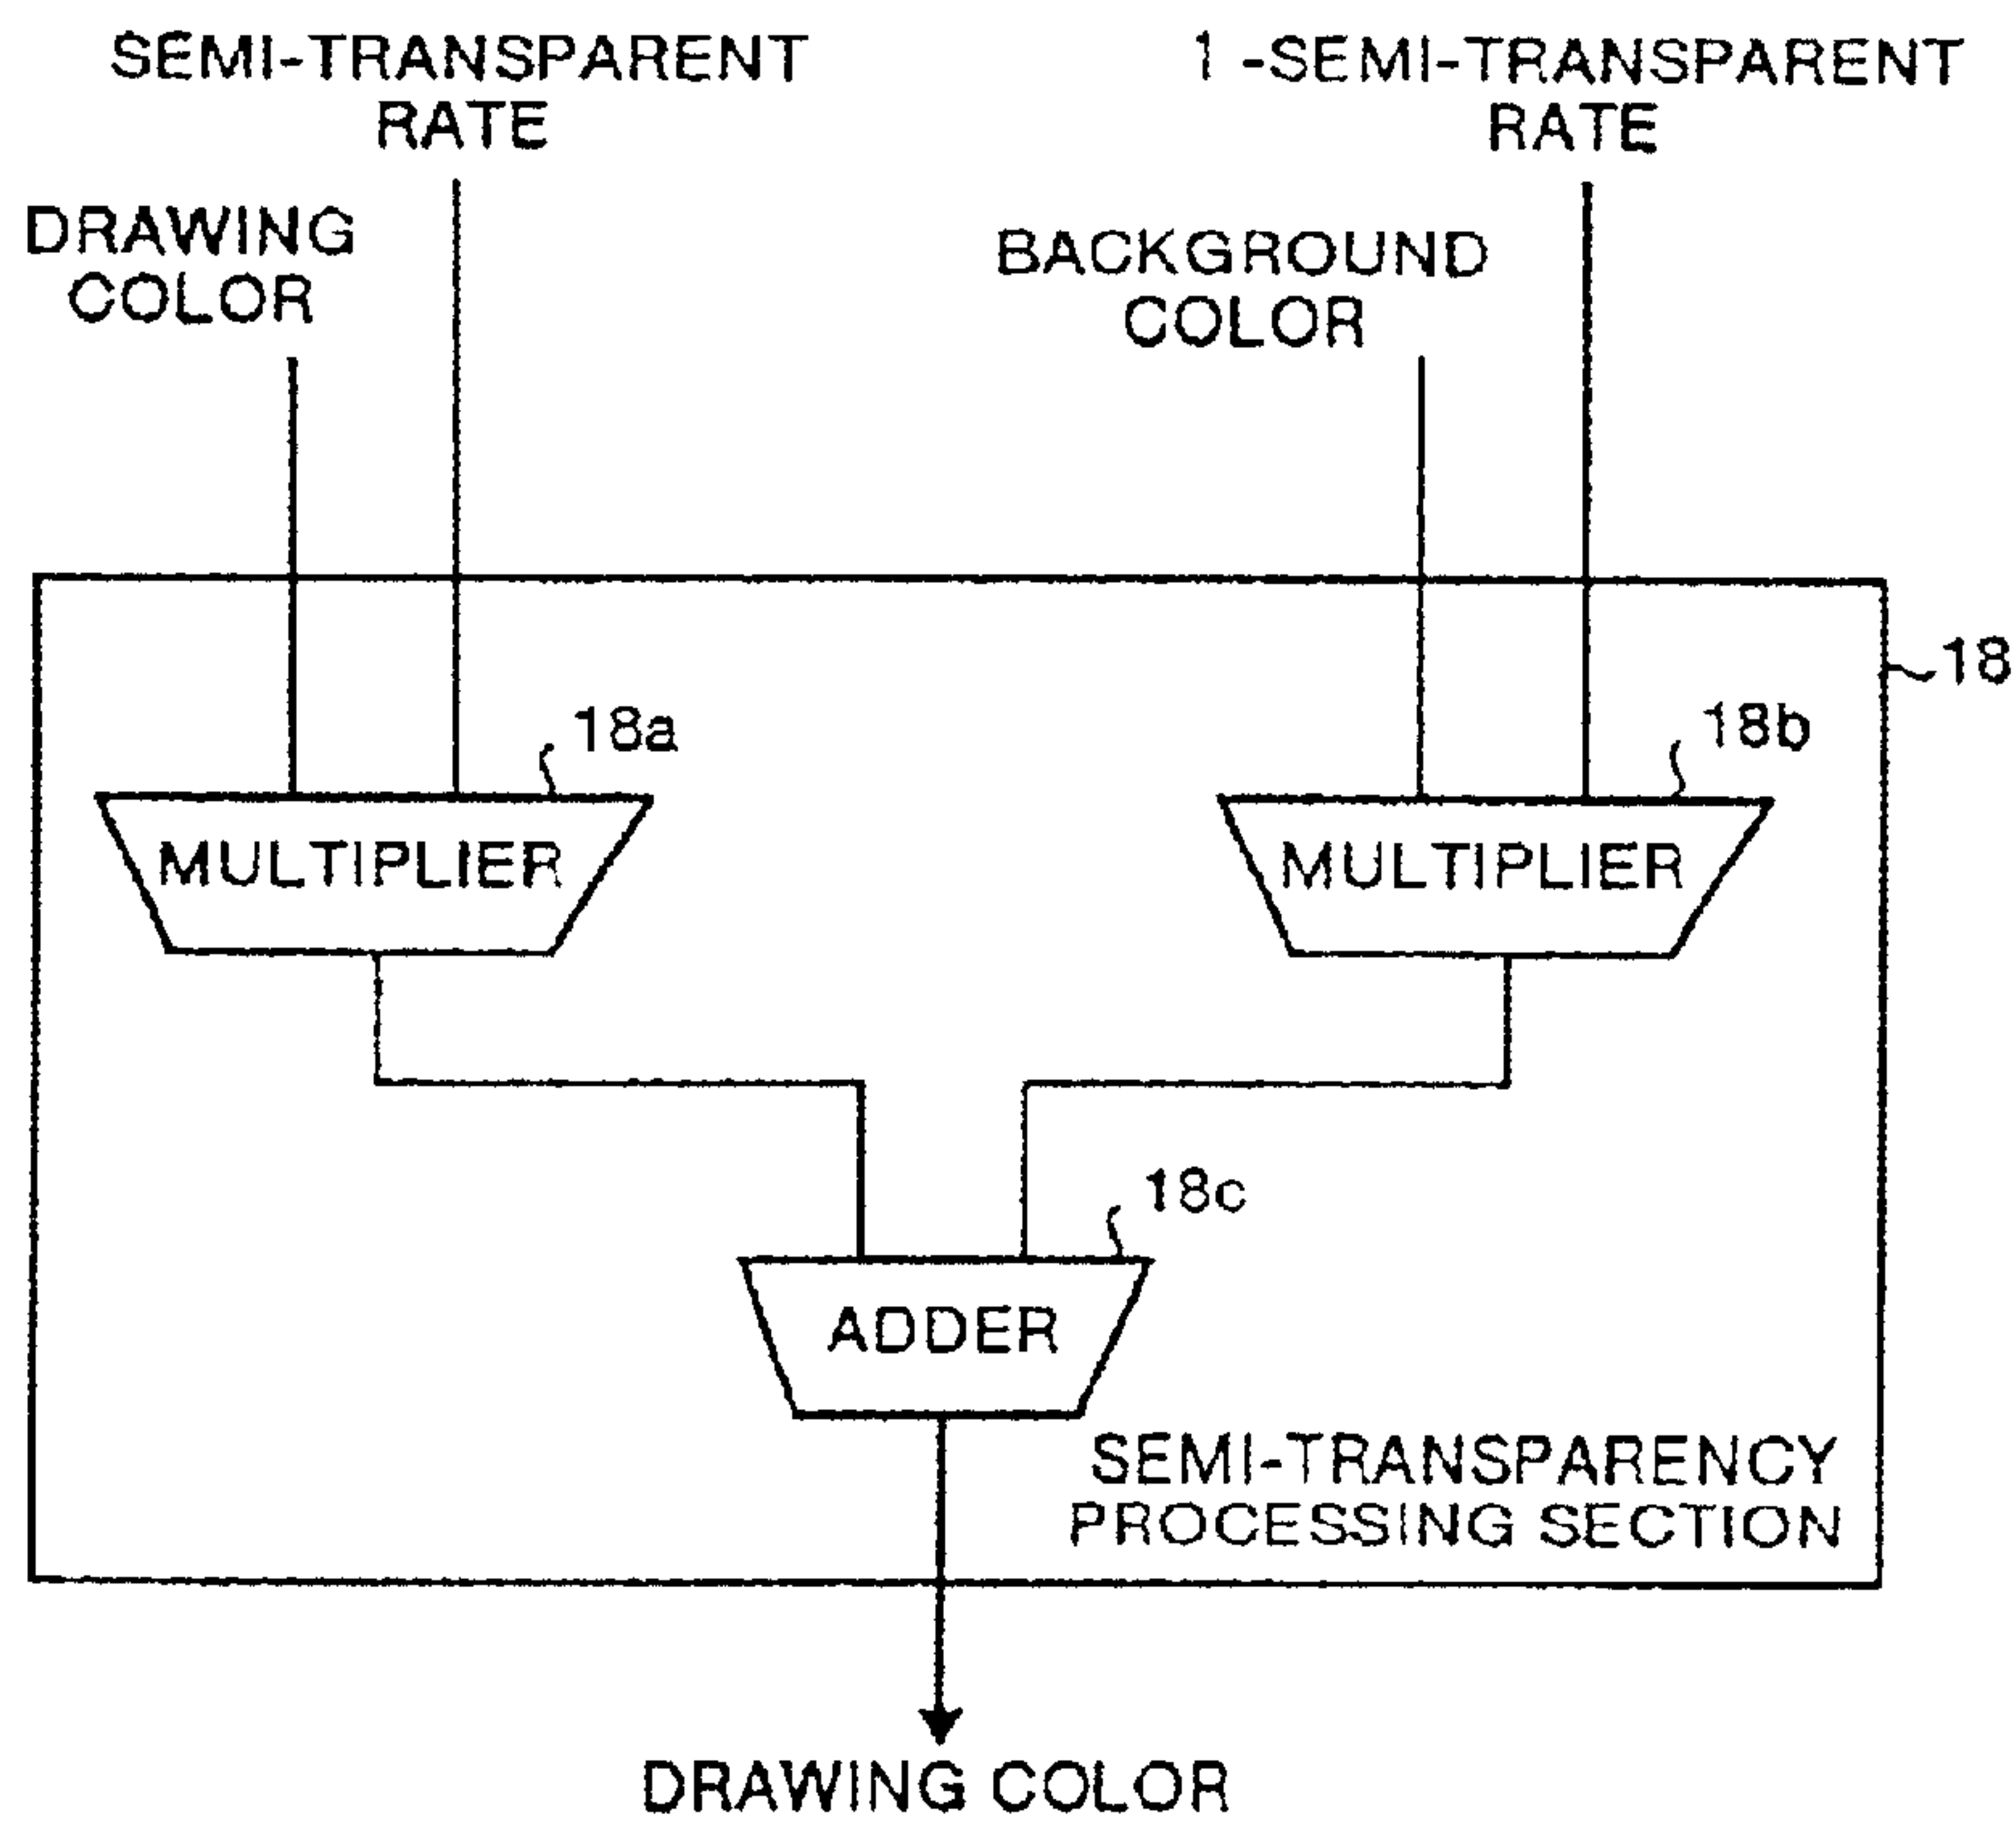 SEMI-TRANSPARENT
RATE
1 -SEMI-TRANSPARENT
RATE
DRAWING
COLOR
BACKGROUND
COLOR
18
18a
18b
MULTIPLIER
MULTIPLIER
18c
ADDER
SEMI-TRANSPARENCY
PROCESSING SECTION
DRAWING COLOR